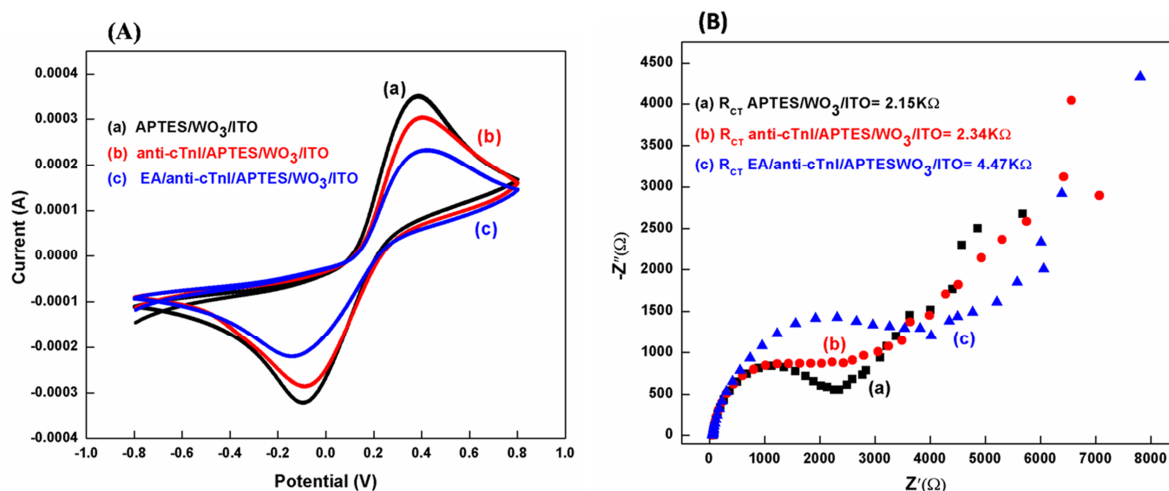 (A)
0.0004
0.0003
0.0002
0.0001
0.0000
-0.0001
-0.0002
-0.0003
-0.0004
Current (A)
(a) APTES/WO3/ITO
(b) anti-cTnI/APTES/WO3/ITO
(c) EA/anti-cTnI/APTES/WO3/ITO
(a)
(b)
(c)
-1.0 -0.8 -0.6 -0.4 -0.2 0.0 0.2 0.4 0.6 0.8 1.0
Potential (V)
(B)
4500
4000
3500
3000
2500
2000
1500
1000
500
0
-Z''(Ω)
(a) RCT APTES/WO3/ITO= 2.15KΩ
(b) RCT anti-cTnI/APTES/WO3/ITO= 2.34KΩ
(c) RCT EA/anti-cTnI/APTESWO3/ITO= 4.47KΩ
(b)
(c)
(a)
0 1000 2000 3000 4000 5000 6000 7000 8000
Z'(Ω)